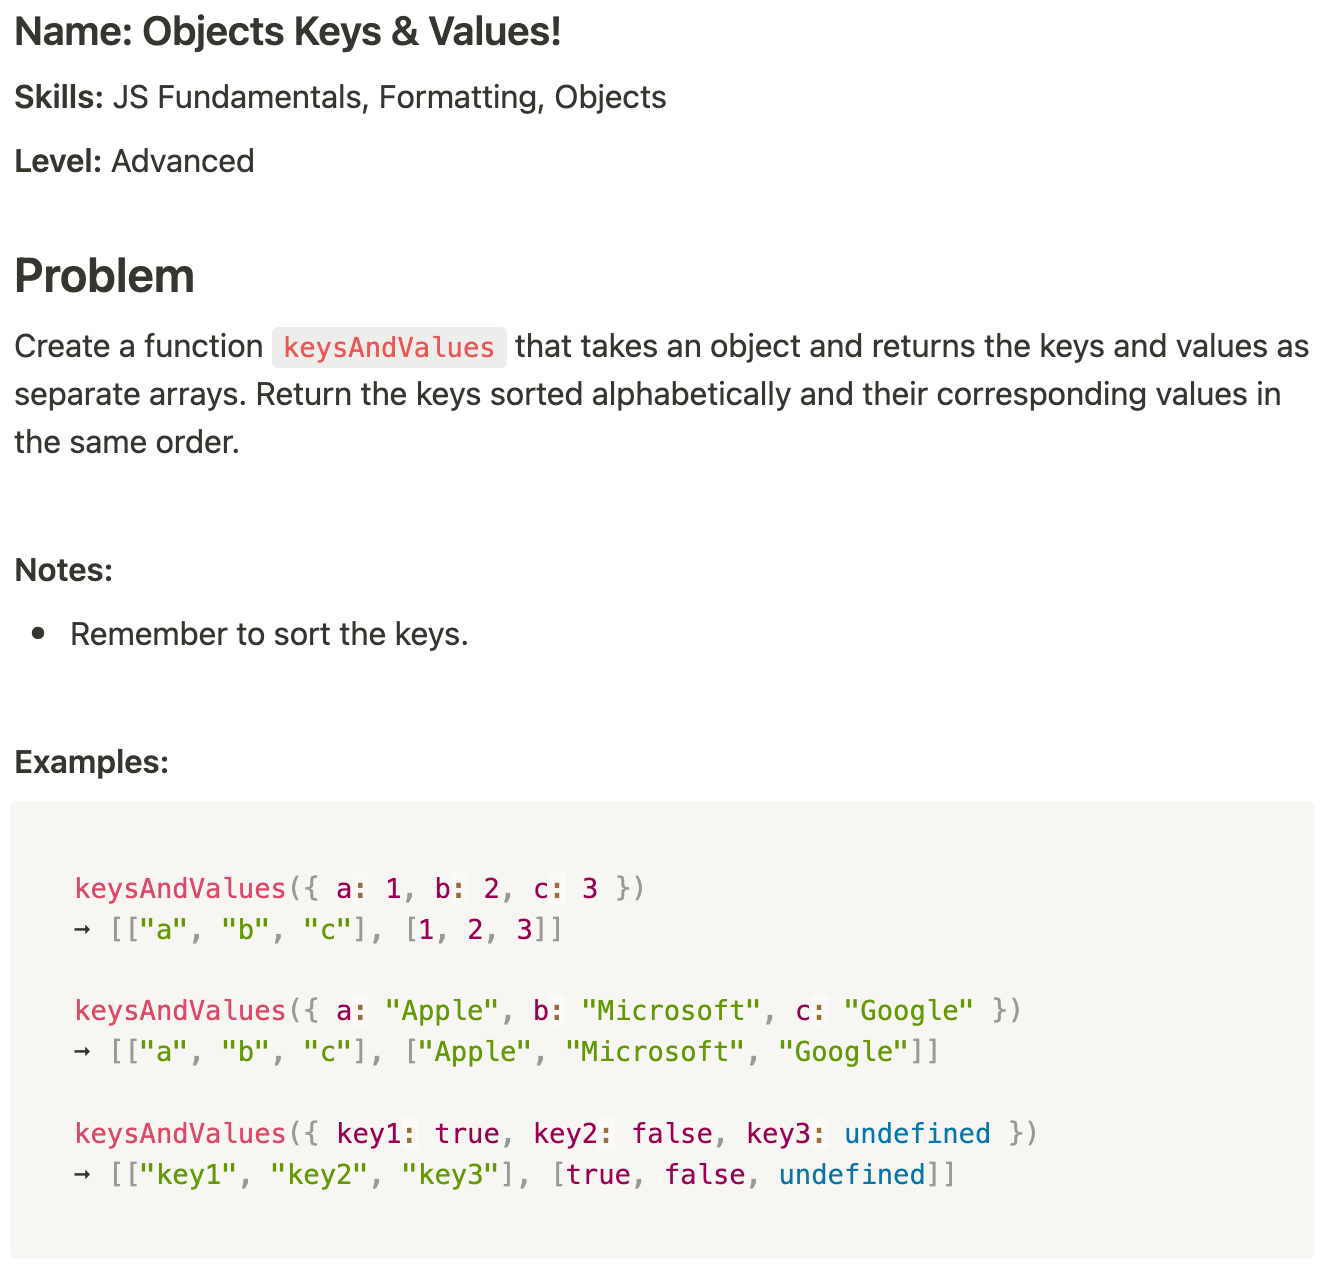 Name: Objects Keys & Values!
Skills: JS Fundamentals, Formatting, Objects
Level: Advanced
Problem
Create a function keysAndValues that takes an object and returns the keys and values as
separate arrays. Return the keys sorted alphabetically and their corresponding values in
the same order.
Notes:
• Remember to sort the keys.
Examples:
keysAndValues({ a: 1, b: 2, c: 3 })
→ [["a", "b", "c"], [1, 2, 3]]
keysAndValues({ a: "Apple", b: "Microsoft", c: "Google" })
→ [["a", "b", "c"], ["Apple", "Microsoft", "Google"]]
keysAndValues({ key1: true, key2: false, key3: undefined })
→ [["key1", "key2", "key3"], [true, false, undefined]]